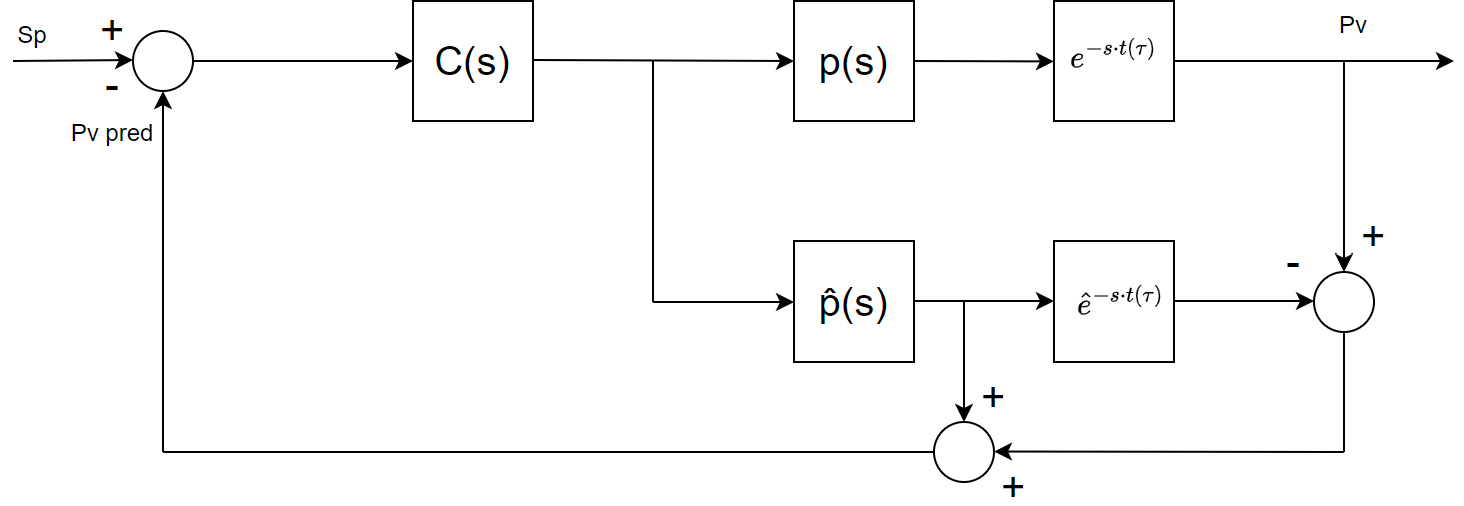 Sp
+
-
Pv pred
C(s)
p(s)
e^{-s·t(τ)}
Pv
p̂(s)
ê^{-s·t(τ)}
-
+
+
+